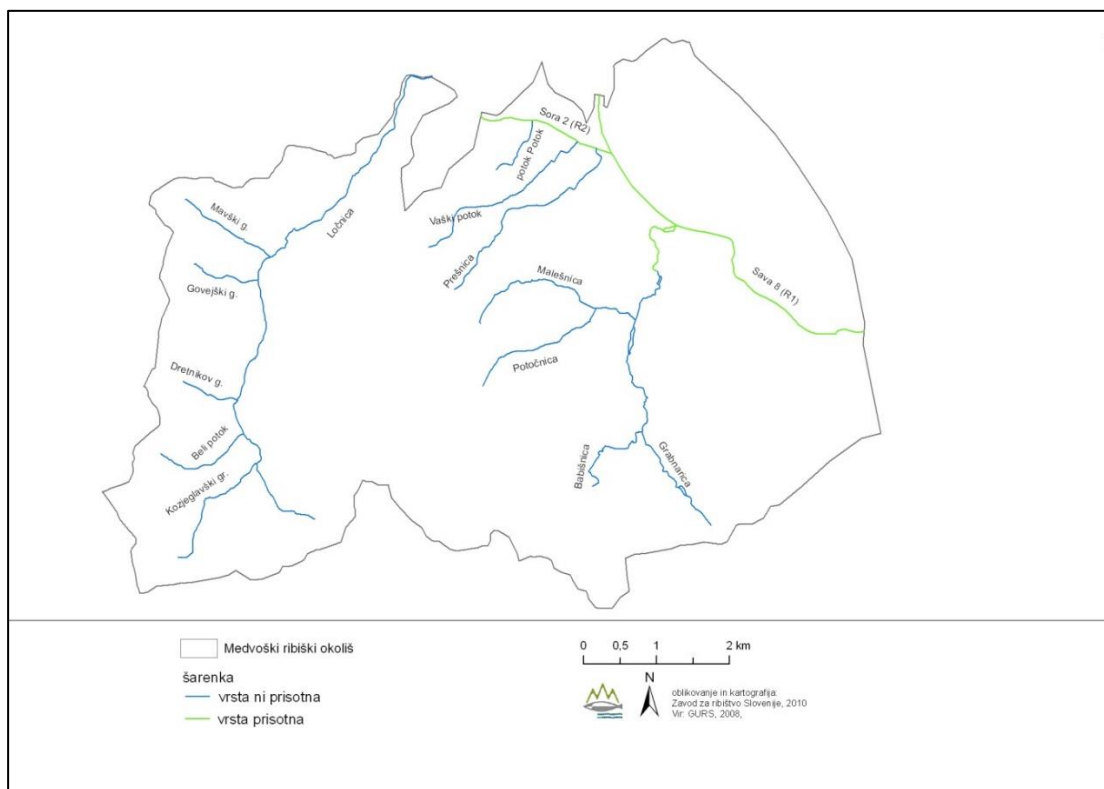 Sora 2 (R2)
potok Potok
Mavški g.
Ločnica
Vaški potok
Prešnica
Govejški g.
Malešnica
Sava 8 (R1)
Potočnica
Dretnikov g.
Beli potok
Babišnica
Grabnarica
Kozjeglavški gr.
Medvoški ribiški okoliš
šarenka
vrsta ni prisotna
vrsta prisotna
0 0,5 1 2 km
N
oblikovanje in kartografija:
Zavod za ribištvo Slovenije, 2010
Vir: GURS, 2008,